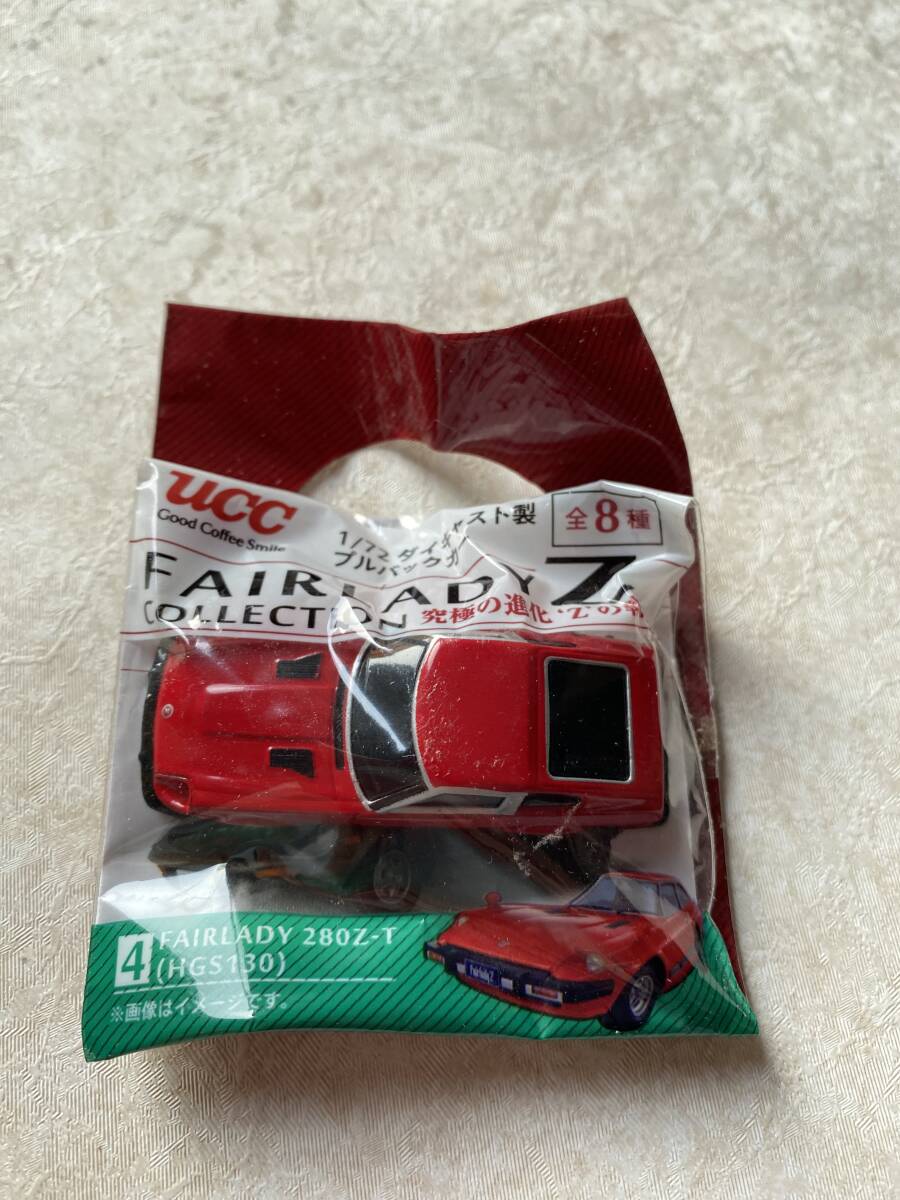 UCC
Good Coffee Smile
1/72 ダイキャスト製
プルバックカ
全8種
FAIRLADY Z
COLLECTION 究極の進化 'Z'の
4 FAIRLADY 280Z-T
(HGS130)
※画像はイメージです。
Fairlady Z